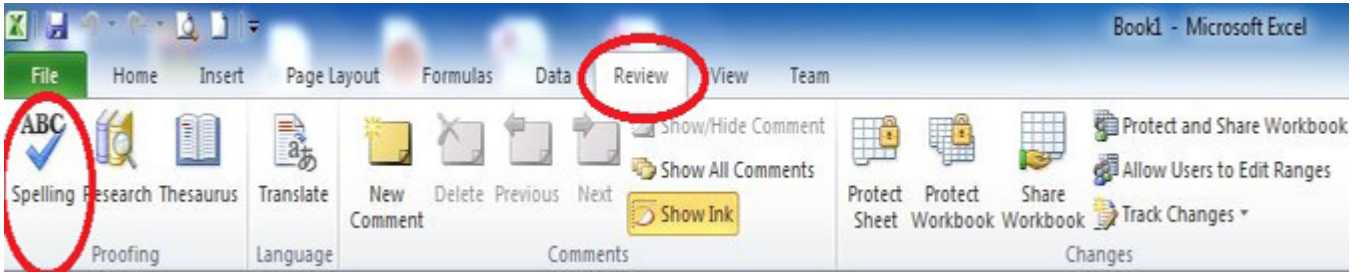 Book1 - Microsoft Excel
File Home Insert Page Layout Formulas Data Review View Team
ABC
Spelling Research Thesaurus
Proofing
a あ
Translate
Language
New Comment
Delete Previous Next
Show/Hide Comment
Show All Comments
Show Ink
Comments
Protect Sheet
Protect Workbook
Share Workbook
Protect and Share Workbook
Allow Users to Edit Ranges
Track Changes
Changes